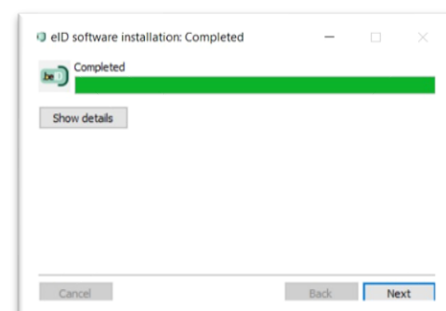 eID software installation: Completed
.be
Completed
Show details
Cancel
Back
Next